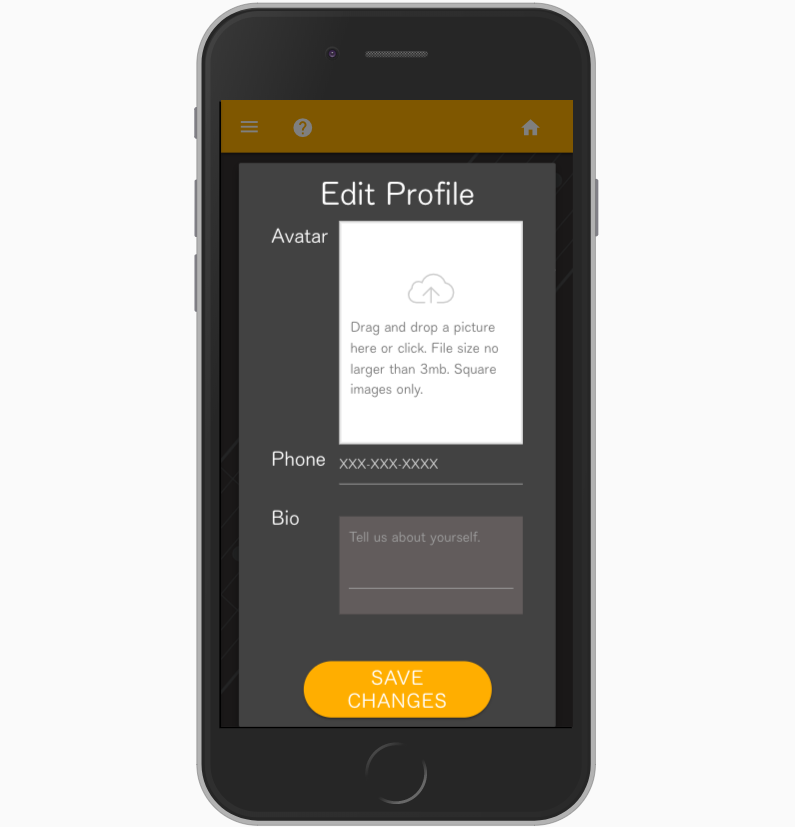 Edit Profile
Avatar
Drag and drop a picture
here or click. File size no
larger than 3mb. Square
images only.
Phone
XXX-XXX-XXXX
Bio
Tell us about yourself.
SAVE
CHANGES